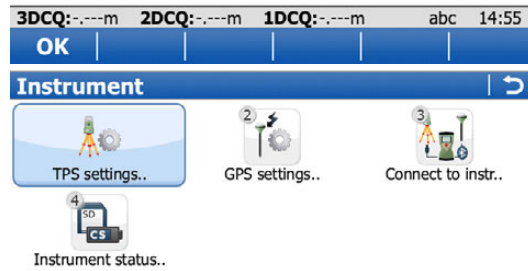 3DCQ:-.---m 2DCQ:-.---m 1DCQ:-.---m abc 14:55
OK
Instrument
2 3
TPS settings.. GPS settings.. Connect to instr..
4
SD
CS
Instrument status..